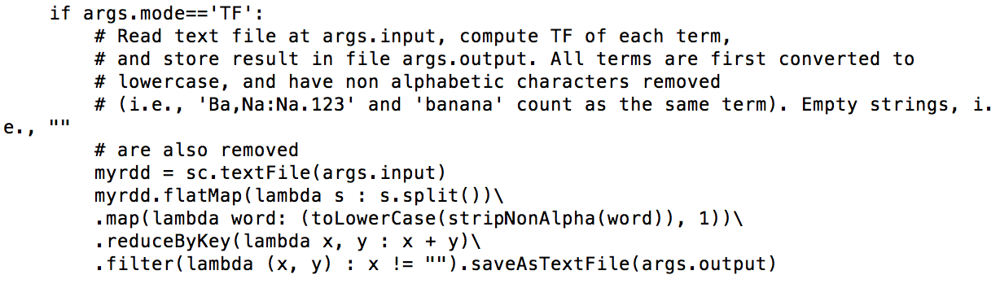 if args.mode=='TF':
        # Read text file at args.input, compute TF of each term,
        # and store result in file args.output. All terms are first converted to
        # lowercase, and have non alphabetic characters removed
        # (i.e., 'Ba,Na:Na.123' and 'banana' count as the same term). Empty strings, i.
e., ""
        # are also removed
        myrdd = sc.textFile(args.input)
        myrdd.flatMap(lambda s : s.split())\
        .map(lambda word: (toLowerCase(stripNonAlpha(word)), 1))\
        .reduceByKey(lambda x, y : x + y)\
        .filter(lambda (x, y) : x != "").saveAsTextFile(args.output)